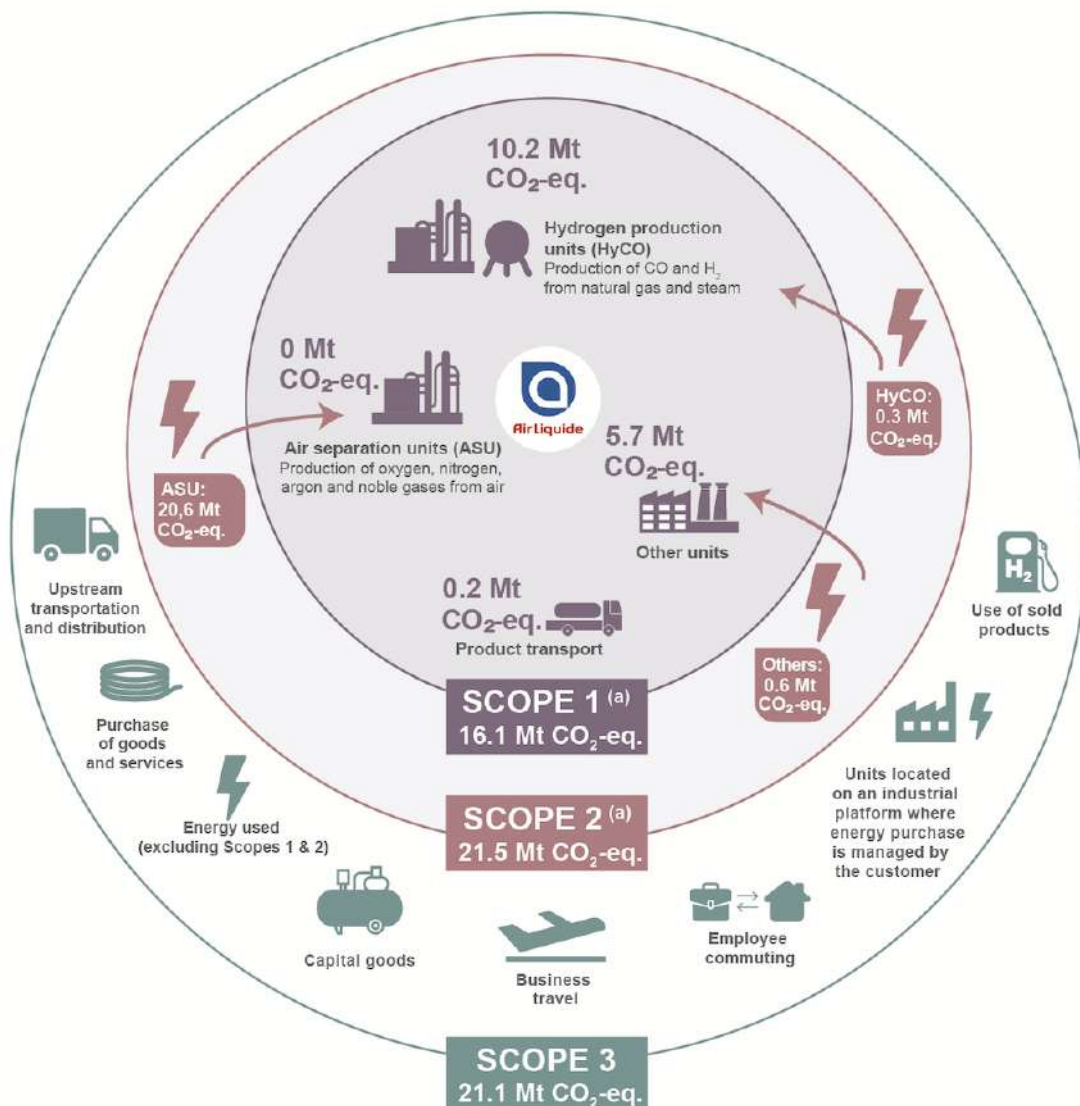 10.2 Mt
CO₂-eq.
Hydrogen production
units (HyCO)
Production of CO and H₂
from natural gas and steam
0 Mt
CO₂-eq.
Air Liquide
HyCO:
0.3 Mt
CO₂-eq.
Air separation units (ASU)
Production of oxygen, nitrogen,
argon and noble gases from air
5.7 Mt
CO₂-eq.
ASU:
20,6 Mt
CO₂-eq.
Other units
Upstream
transportation
and distribution
0.2 Mt
CO₂-eq.
Product transport
H₂
Use of sold
products
Others:
0.6 Mt
CO₂-eq.
SCOPE 1 (a)
16.1 Mt CO₂-eq.
Purchase
of goods
and services
Energy used
(excluding Scopes 1 & 2)
Units located
on an industrial
platform where
energy purchase
is managed by
the customer
SCOPE 2 (a)
21.5 Mt CO₂-eq.
Capital goods
Business
travel
Employee
commuting
SCOPE 3
21.1 Mt CO₂-eq.